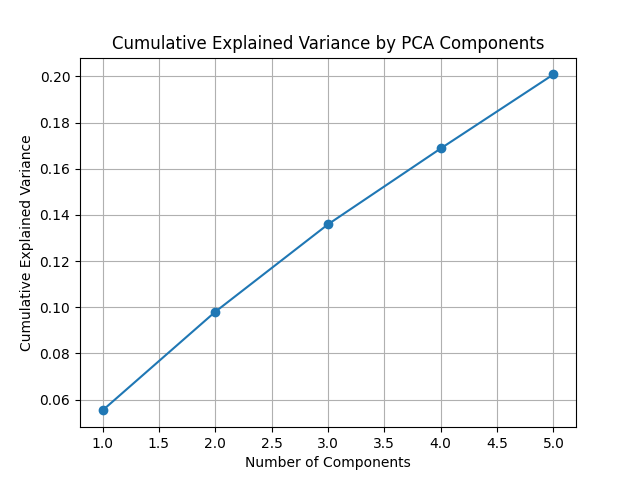 Cumulative Explained Variance by PCA Components
0.20
0.18
0.16
0.14
0.12
0.10
0.08
0.06
Cumulative Explained Variance
1.0 1.5 2.0 2.5 3.0 3.5 4.0 4.5 5.0
Number of Components